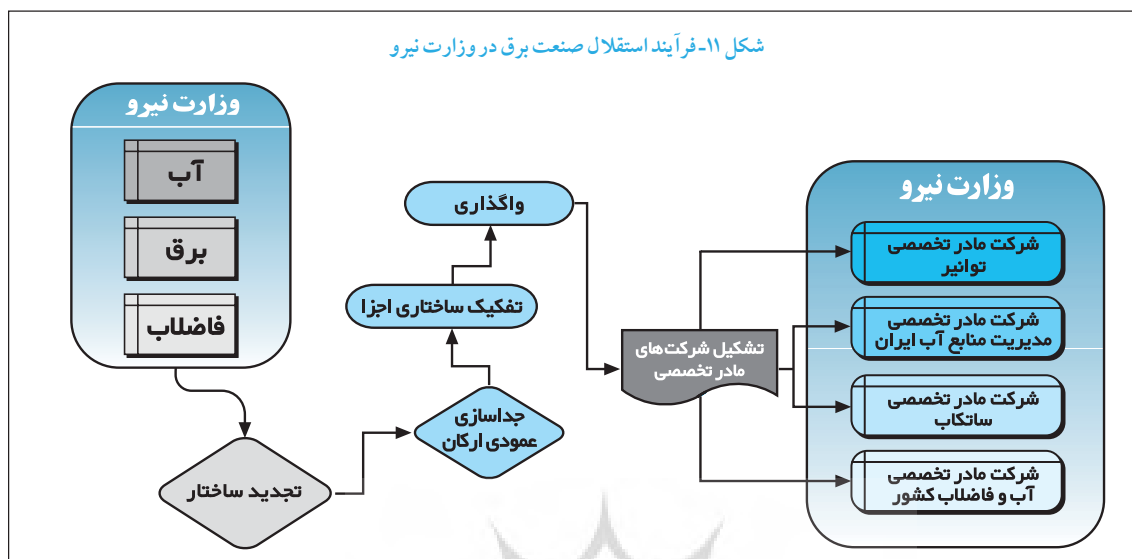 شکل ۱۱- فرآیند استقلال صنعت برق در وزارت نیرو
وزارت نیرو
آب
برق
فاضلاب
تجدید ساختار
جداسازی
عمودی ارکان
تفکیک ساختاری اجزا
واگذاری
تشکیل شرکت‌های
مادر تخصصی
وزارت نیرو
شرکت مادر تخصصی
توانیر
شرکت مادر تخصصی
مدیریت منابع آب ایران
شرکت مادر تخصصی
ساتکاب
شرکت مادر تخصصی
آب و فاضلاب کشور